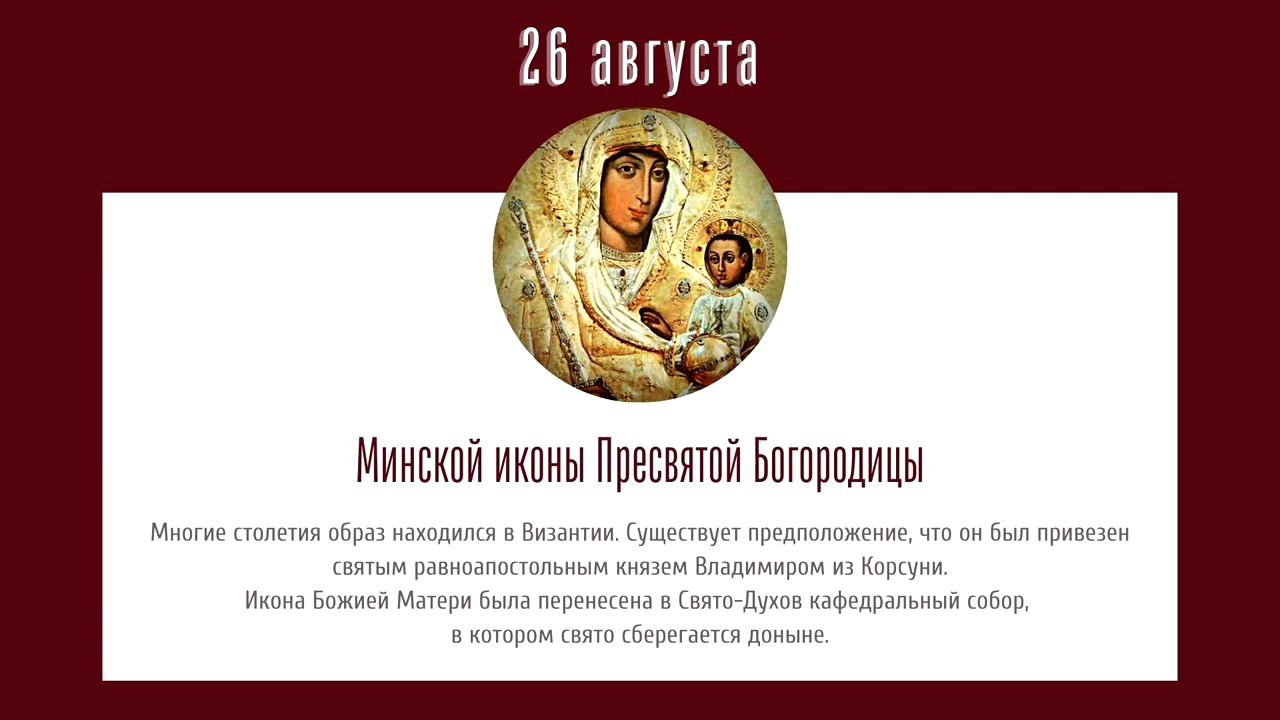 26 августа
Минской иконы Пресвятой Богородицы
Многие столетия образ находился в Византии. Существует предположение, что он был привезен
святым равноапостольным князем Владимиром из Корсуни.
Икона Божией Матери была перенесена в Свято-Духов кафедральный собор,
в котором свято сберегается доныне.